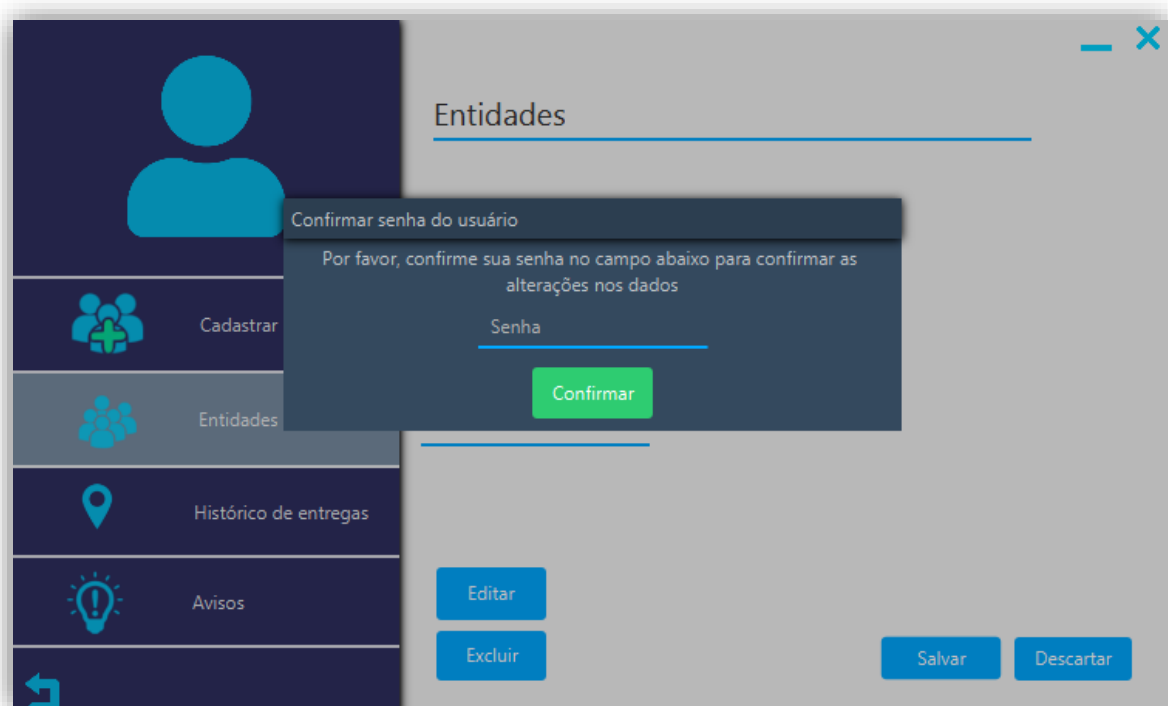 Entidades
Confirmar senha do usuário
Por favor, confirme sua senha no campo abaixo para confirmar as
alterações nos dados
Senha
Confirmar
Cadastrar
Entidades
Histórico de entregas
Avisos
Editar
Excluir
Salvar
Descartar